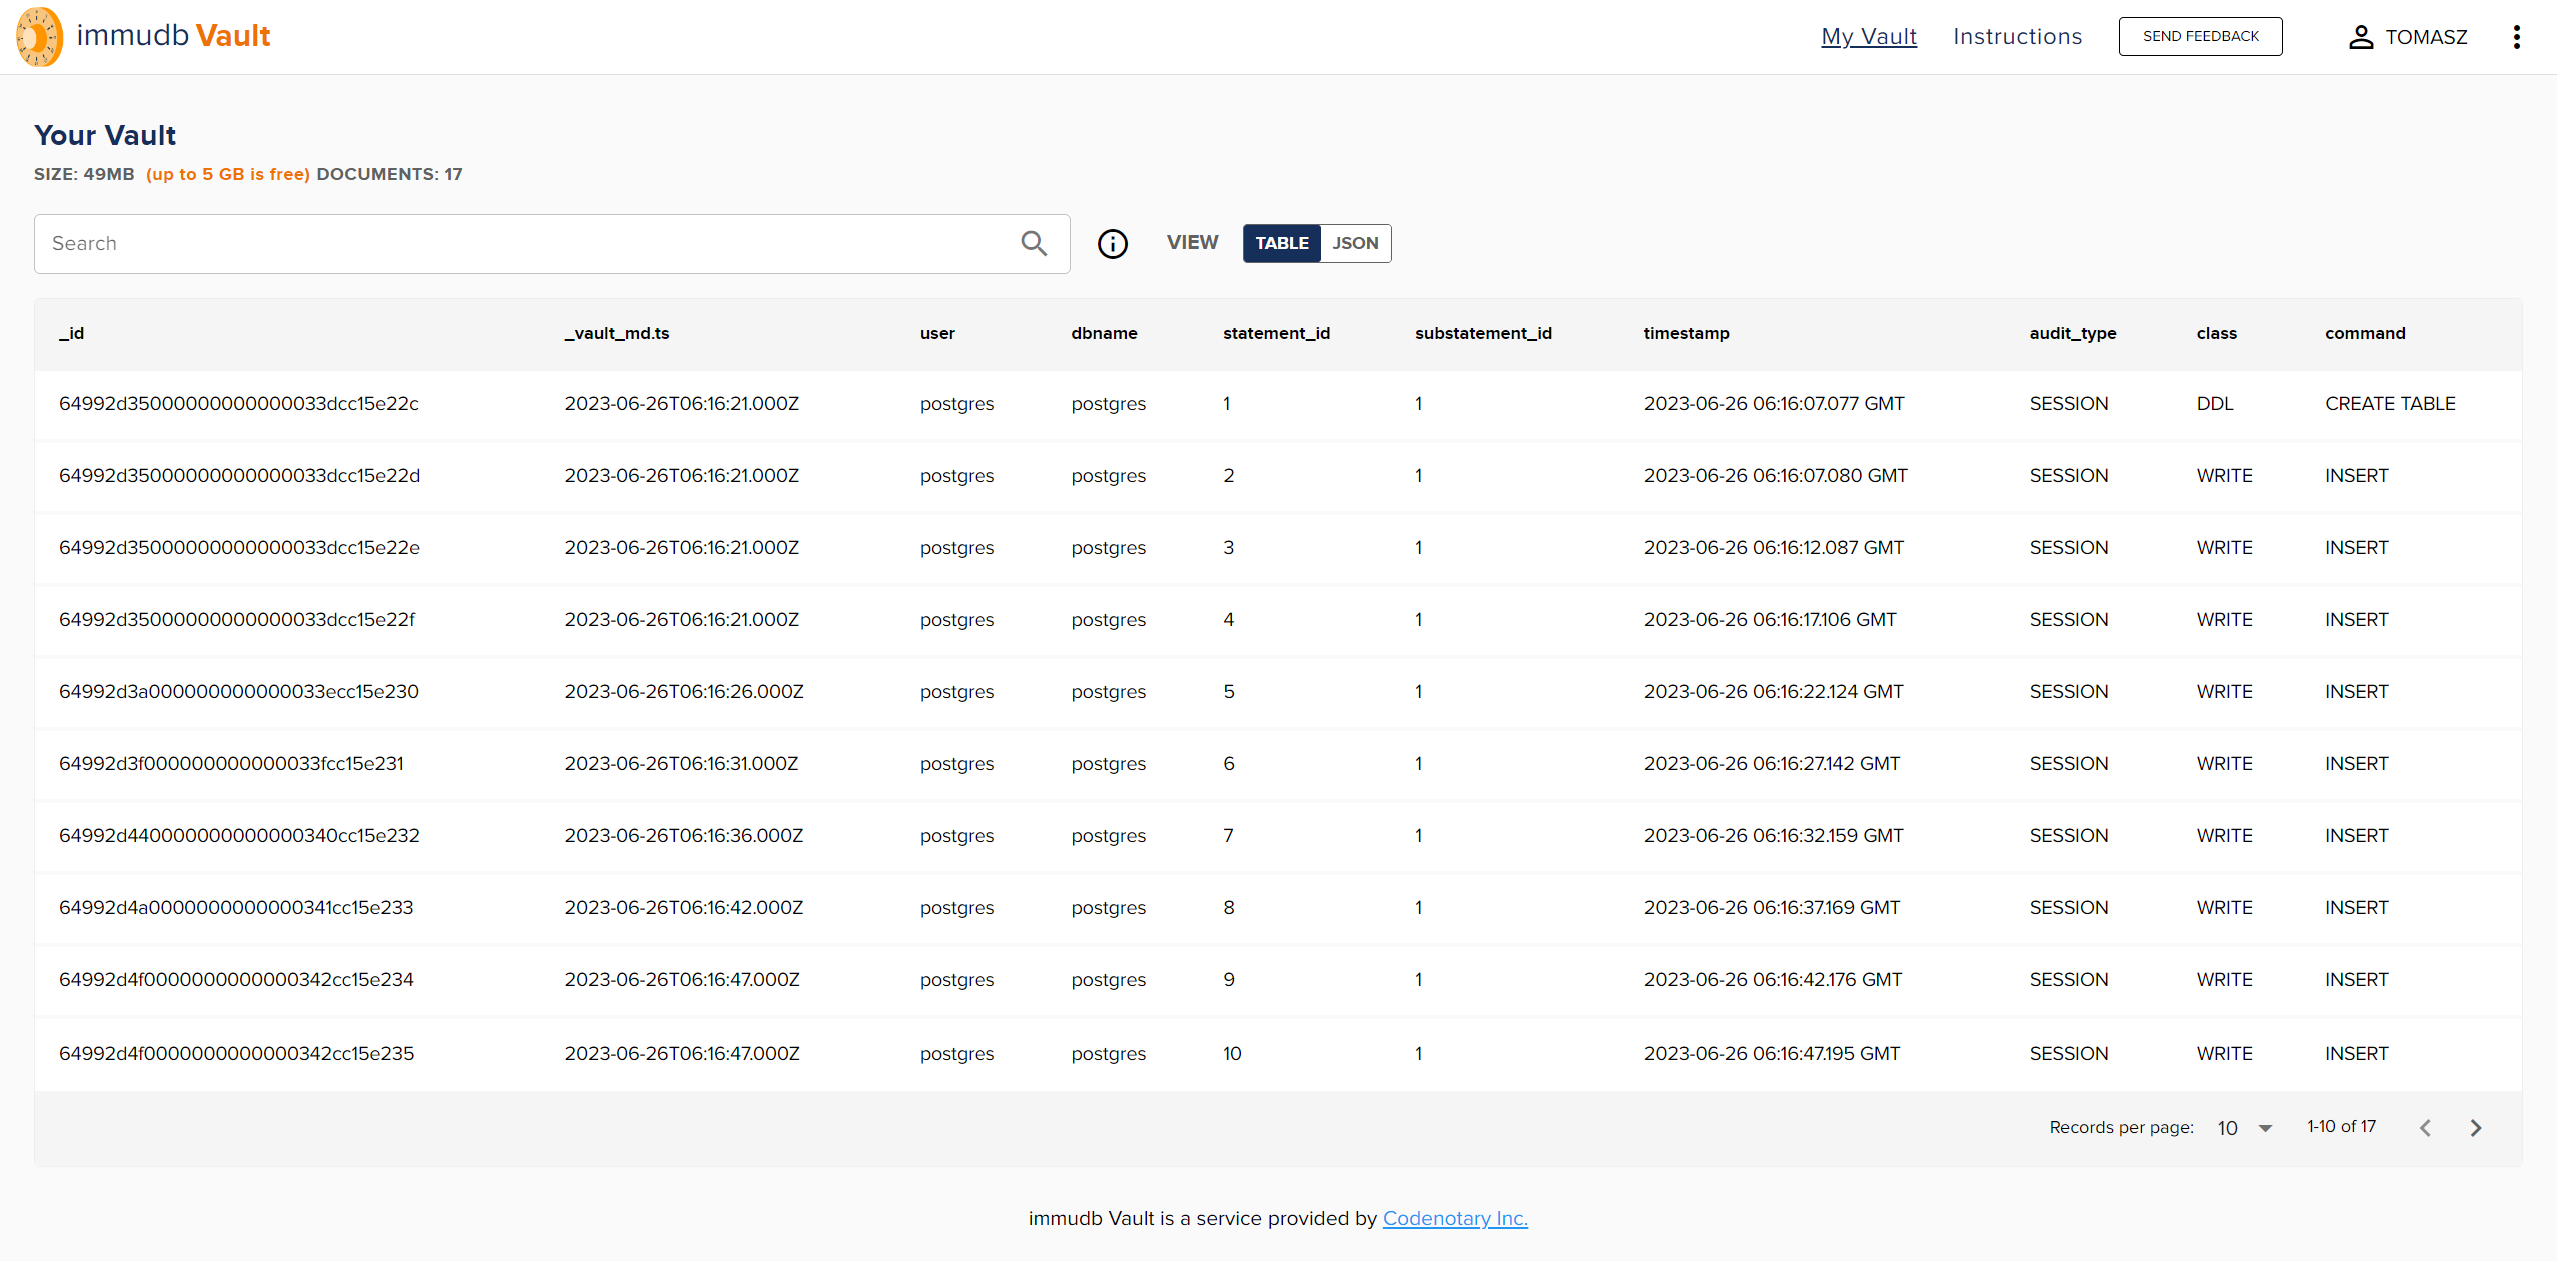 immudb Vault My Vault Instructions SEND FEEDBACK TOMASZ
Your Vault
SIZE: 49MB (up to 5 GB is free) DOCUMENTS: 17
Search VIEW TABLE JSON
_id _vault_md.ts user dbname statement_id substatement_id timestamp audit_type class command
64992d35000000000000033dcc15e22c 2023-06-26T06:16:21.000Z postgres postgres 1 1 2023-06-26 06:16:07.077 GMT SESSION DDL CREATE TABLE
64992d35000000000000033dcc15e22d 2023-06-26T06:16:21.000Z postgres postgres 2 1 2023-06-26 06:16:07.080 GMT SESSION WRITE INSERT
64992d35000000000000033dcc15e22e 2023-06-26T06:16:21.000Z postgres postgres 3 1 2023-06-26 06:16:12.087 GMT SESSION WRITE INSERT
64992d35000000000000033dcc15e22f 2023-06-26T06:16:21.000Z postgres postgres 4 1 2023-06-26 06:16:17.106 GMT SESSION WRITE INSERT
64992d3a000000000000033ecc15e230 2023-06-26T06:16:26.000Z postgres postgres 5 1 2023-06-26 06:16:22.124 GMT SESSION WRITE INSERT
64992d3f000000000000033fcc15e231 2023-06-26T06:16:31.000Z postgres postgres 6 1 2023-06-26 06:16:27.142 GMT SESSION WRITE INSERT
64992d440000000000000340cc15e232 2023-06-26T06:16:36.000Z postgres postgres 7 1 2023-06-26 06:16:32.159 GMT SESSION WRITE INSERT
64992d4a0000000000000341cc15e233 2023-06-26T06:16:42.000Z postgres postgres 8 1 2023-06-26 06:16:37.169 GMT SESSION WRITE INSERT
64992d4f0000000000000342cc15e234 2023-06-26T06:16:47.000Z postgres postgres 9 1 2023-06-26 06:16:42.176 GMT SESSION WRITE INSERT
64992d4f0000000000000342cc15e235 2023-06-26T06:16:47.000Z postgres postgres 10 1 2023-06-26 06:16:47.195 GMT SESSION WRITE INSERT
Records per page: 10 1-10 of 17
immudb Vault is a service provided by Codenotary Inc.